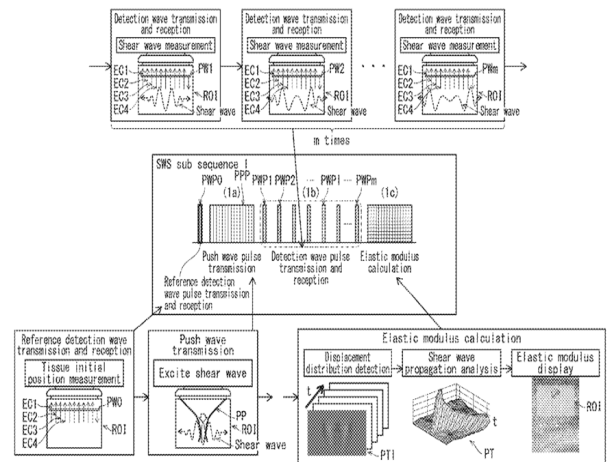 Detection wave transmission
and reception
Shear wave measurement
EC1
EC2
EC3
EC4
PW1
ROI
Shear wave
Detection wave transmission
and reception
Shear wave measurement
EC1
EC2
EC3
EC4
PW2
ROI
Shear wave
. . .
Detection wave transmission
and reception
Shear wave measurement
EC1
EC2
EC3
EC4
PWm
ROI
Shear wave
m times
SWS sub sequence 1
PWP0
(1a)
PPP
PWP1
PWP2
...
(1b)
PWPl
...
PWPm
(1c)
Push wave pulse
transmission
Detection wave pulse
transmission and
reception
Elastic modulus
calculation
Reference detection
wave pulse transmission
and reception
Reference detection wave
transmission and reception
Tissue initial
position measurement
EC1
EC2
EC3
EC4
PW0
ROI
Push wave
transmission
Excite shear wave
PP
ROI
Shear wave
Elastic modulus calculation
Displacement
distribution detection
Shear wave
propagation analysis
Elastic modulus
display
t
PTl
t
PT
ROI